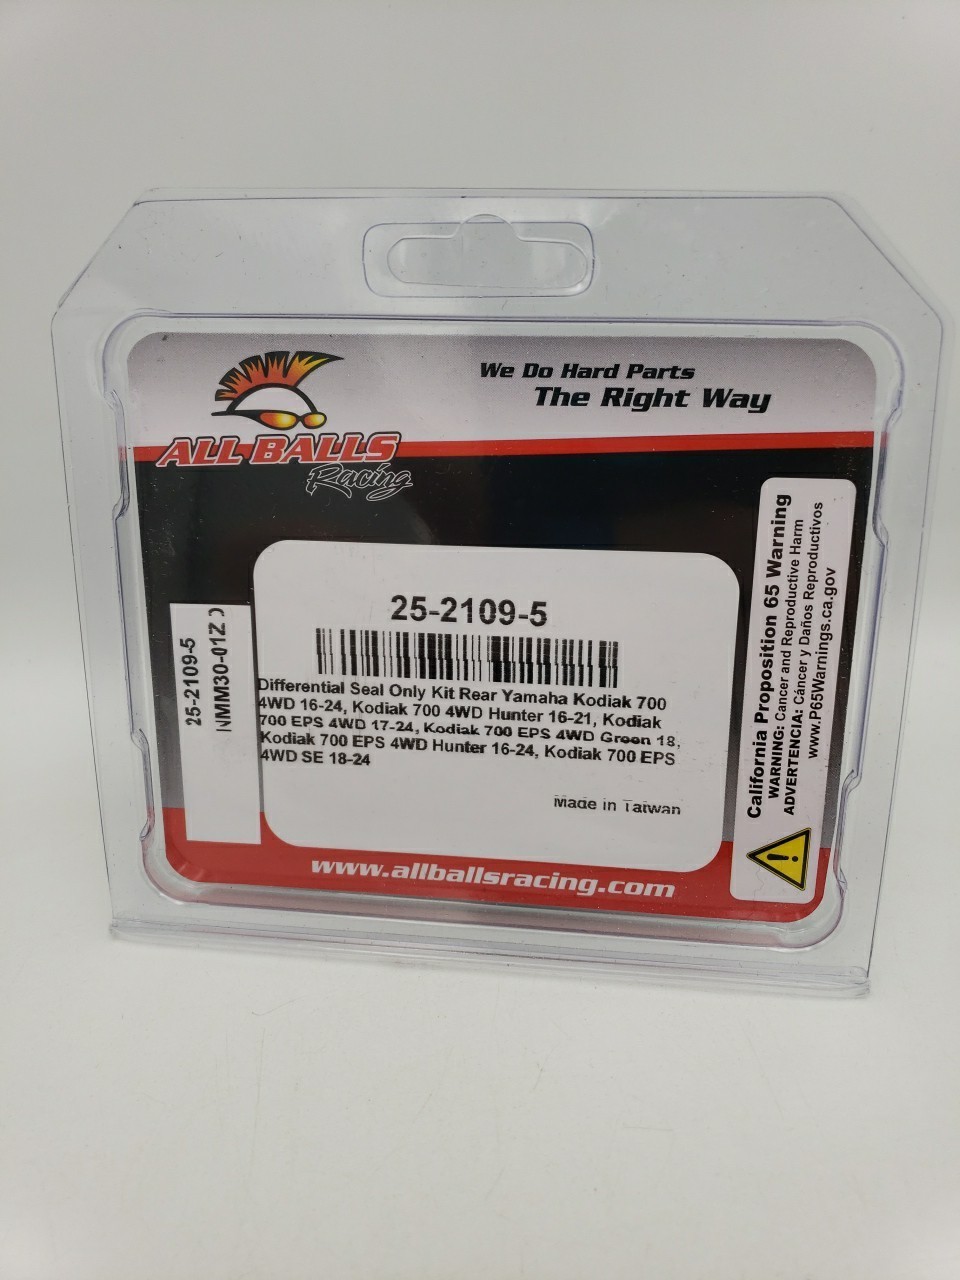 We Do Hard Parts
The Right Way
ALL BALLS
Racing
25-2109-5
Differential Seal Only Kit Rear Yamaha Kodiak 700
4WD 16-24, Kodiak 700 4WD Hunter 16-21, Kodiak
700 EPS 4WD 17-24, Kodiak 700 EPS 4WD Green 18,
Kodiak 700 EPS 4WD Hunter 16-24, Kodiak 700 EPS
4WD SE 18-24
Made in Taiwan
25-2109-5
www.allballsracing.com
California Proposition 65 Warning
WARNING: Cancer and Reproductive Harm
ADVERTENCIA: Cáncer y Daños Reproductivos
www.P65Warnings.ca.gov